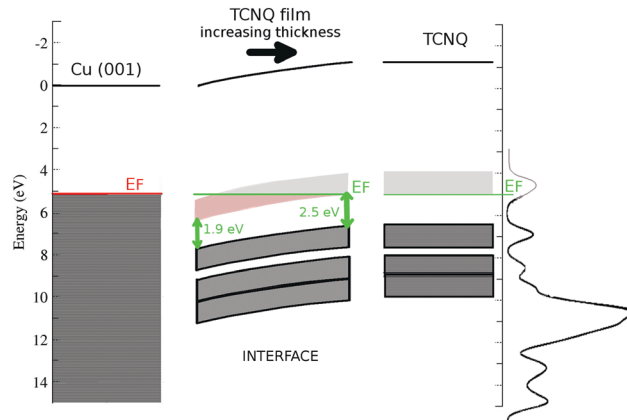 TCNQ film
increasing thickness
TCNQ
Cu (001)
-2
0
2
4
6
8
10
12
14
Energy (eV)
EF
EF
EF
1.9 eV
2.5 eV
INTERFACE